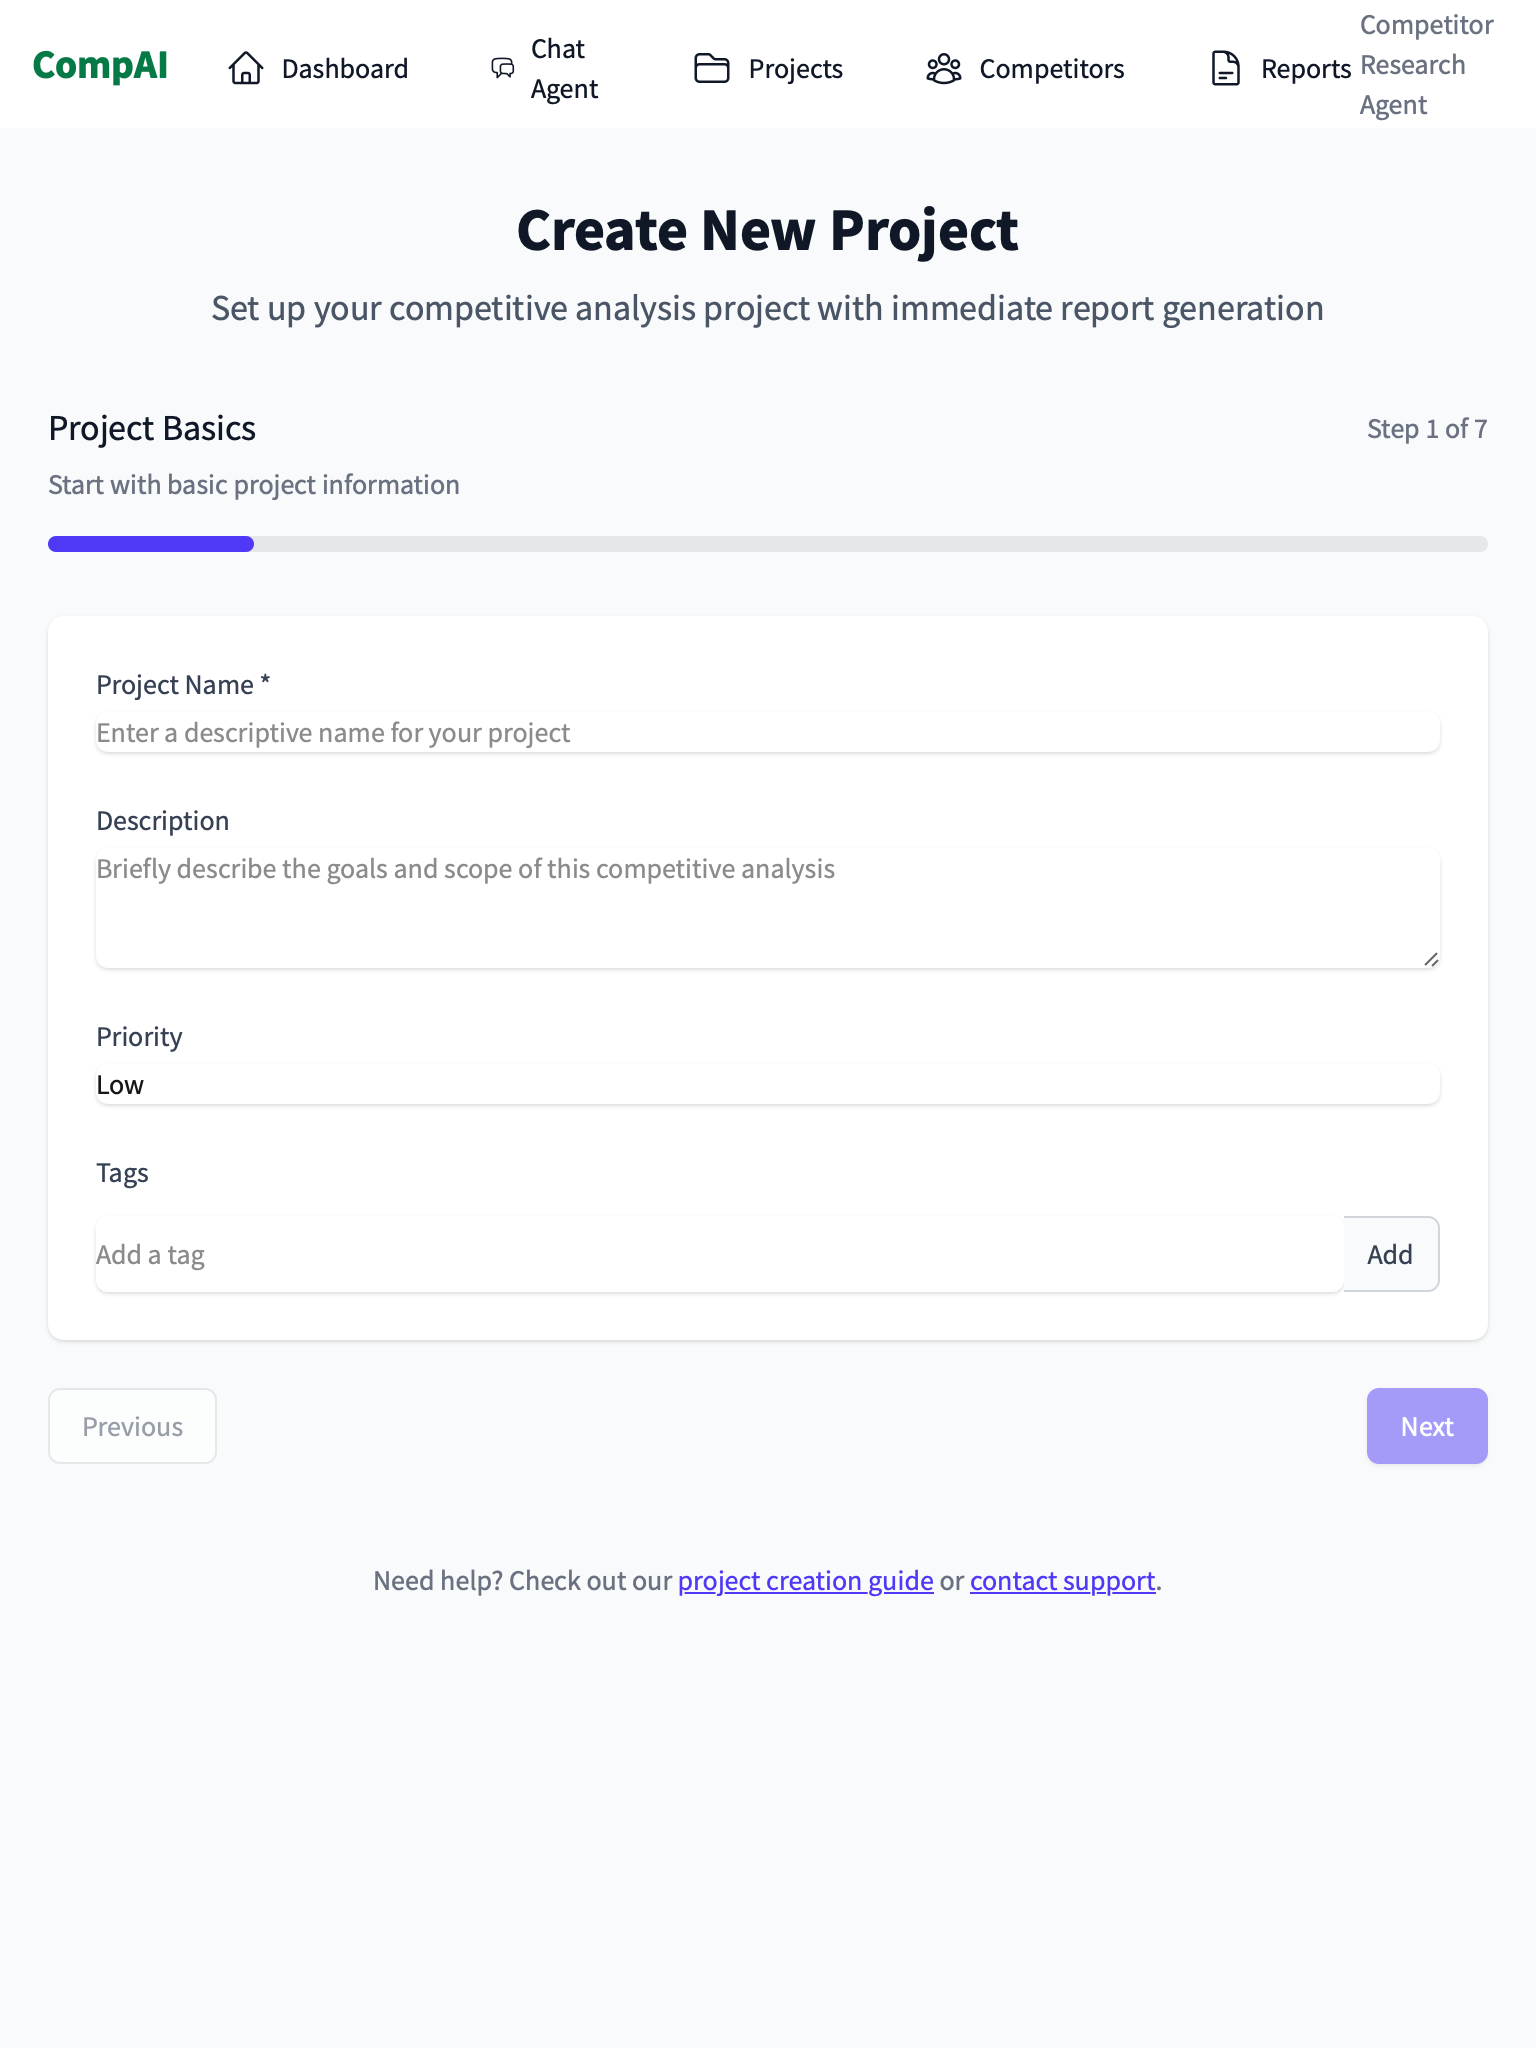 CompAI
Dashboard
Chat
Agent
Projects
Competitors
Reports
Competitor
Research
Agent
Create New Project
Set up your competitive analysis project with immediate report generation
Project Basics
Step 1 of 7
Start with basic project information
Project Name *
Enter a descriptive name for your project
Description
Briefly describe the goals and scope of this competitive analysis
Priority
Low
Tags
Add a tag
Add
Previous
Next
Need help? Check out our project creation guide or contact support.